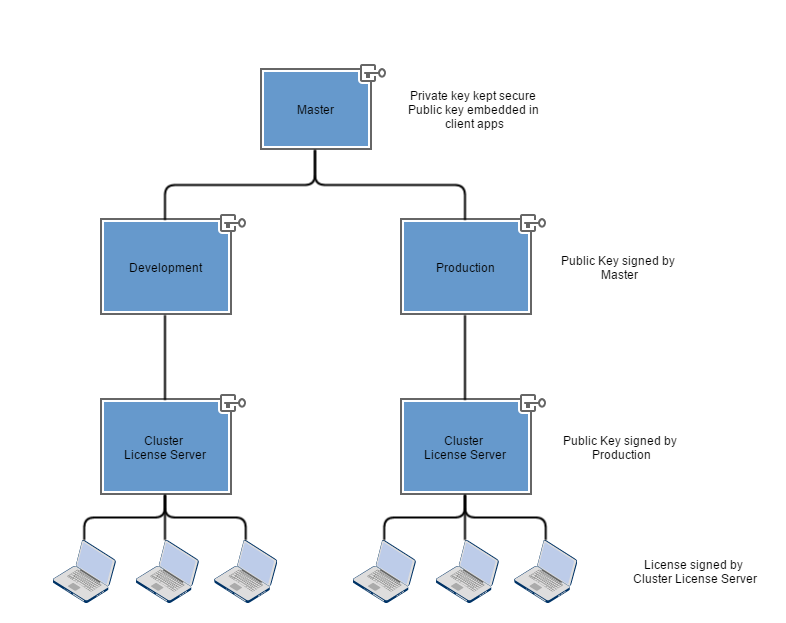 Master
Private key kept secure
Public key embedded in
client apps
Development
Production
Public Key signed by
Master
Cluster
License Server
Cluster
License Server
Public Key signed by
Production
License signed by
Cluster License Server